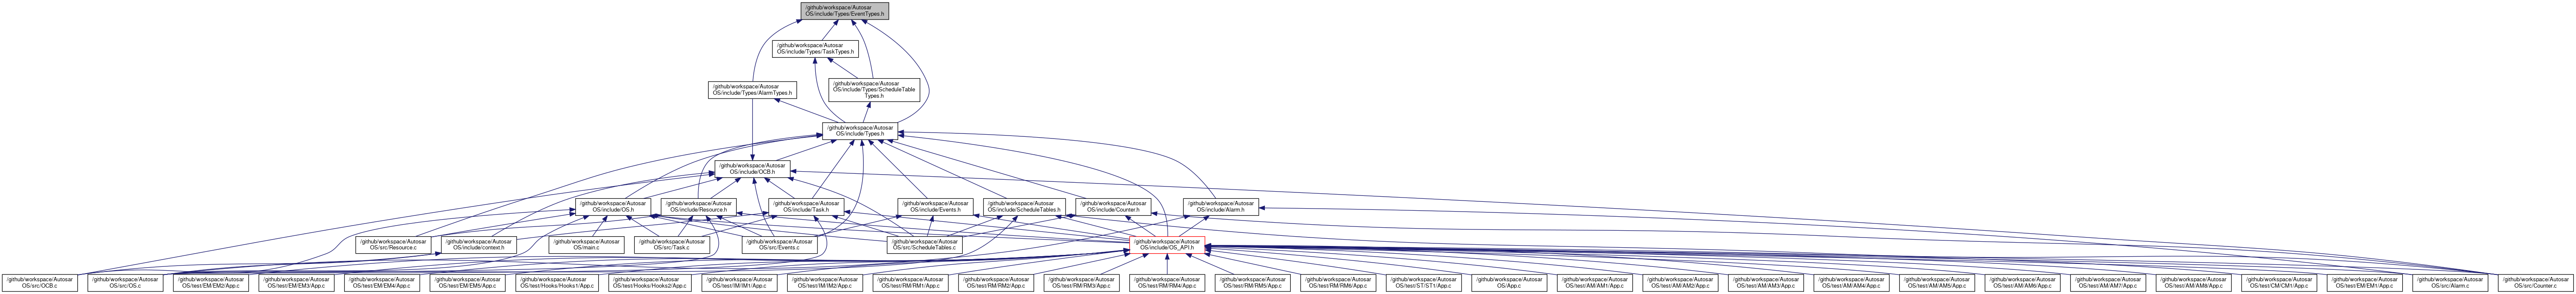 /github/workspace/Autosar
OS/include/Types/EventTypes.h
/github/workspace/Autosar
OS/include/Types/TaskTypes.h
/github/workspace/Autosar
OS/include/Types/AlarmTypes.h
/github/workspace/Autosar
OS/include/Types/ScheduleTable
Types.h
/github/workspace/Autosar
OS/include/Types.h
/github/workspace/Autosar
OS/include/OCB.h
/github/workspace/Autosar
OS/include/OS.h
/github/workspace/Autosar
OS/include/Resource.h
/github/workspace/Autosar
OS/include/Task.h
/github/workspace/Autosar
OS/include/Events.h
/github/workspace/Autosar
OS/include/ScheduleTables.h
/github/workspace/Autosar
OS/include/Counter.h
/github/workspace/Autosar
OS/include/Alarm.h
/github/workspace/Autosar
OS/src/Resource.c
/github/workspace/Autosar
OS/include/context.h
/github/workspace/Autosar
OS/main.c
/github/workspace/Autosar
OS/src/Task.c
/github/workspace/Autosar
OS/src/Events.c
/github/workspace/Autosar
OS/src/ScheduleTables.c
/github/workspace/Autosar
OS/include/OS_API.h
/github/workspace/Autosar
OS/src/OCB.c
/github/workspace/Autosar
OS/src/OS.c
/github/workspace/Autosar
OS/test/EM/EM2/App.c
/github/workspace/Autosar
OS/test/EM/EM3/App.c
/github/workspace/Autosar
OS/test/EM/EM4/App.c
/github/workspace/Autosar
OS/test/EM/EM5/App.c
/github/workspace/Autosar
OS/test/Hooks/Hooks1/App.c
/github/workspace/Autosar
OS/test/Hooks/Hooks2/App.c
/github/workspace/Autosar
OS/test/IM/IM1/App.c
/github/workspace/Autosar
OS/test/IM/IM2/App.c
/github/workspace/Autosar
OS/test/RM/RM1/App.c
/github/workspace/Autosar
OS/test/RM/RM2/App.c
/github/workspace/Autosar
OS/test/RM/RM3/App.c
/github/workspace/Autosar
OS/test/RM/RM4/App.c
/github/workspace/Autosar
OS/test/RM/RM5/App.c
/github/workspace/Autosar
OS/test/RM/RM6/App.c
/github/workspace/Autosar
OS/test/ST/ST1/App.c
/github/workspace/Autosar
OS/App.c
/github/workspace/Autosar
OS/test/AM/AM1/App.c
/github/workspace/Autosar
OS/test/AM/AM2/App.c
/github/workspace/Autosar
OS/test/AM/AM3/App.c
/github/workspace/Autosar
OS/test/AM/AM4/App.c
/github/workspace/Autosar
OS/test/AM/AM5/App.c
/github/workspace/Autosar
OS/test/AM/AM6/App.c
/github/workspace/Autosar
OS/test/AM/AM7/App.c
/github/workspace/Autosar
OS/test/AM/AM8/App.c
/github/workspace/Autosar
OS/test/CM/CM1/App.c
/github/workspace/Autosar
OS/test/EM/EM1/App.c
/github/workspace/Autosar
OS/src/Alarm.c
/github/workspace/Autosar
OS/src/Counter.c